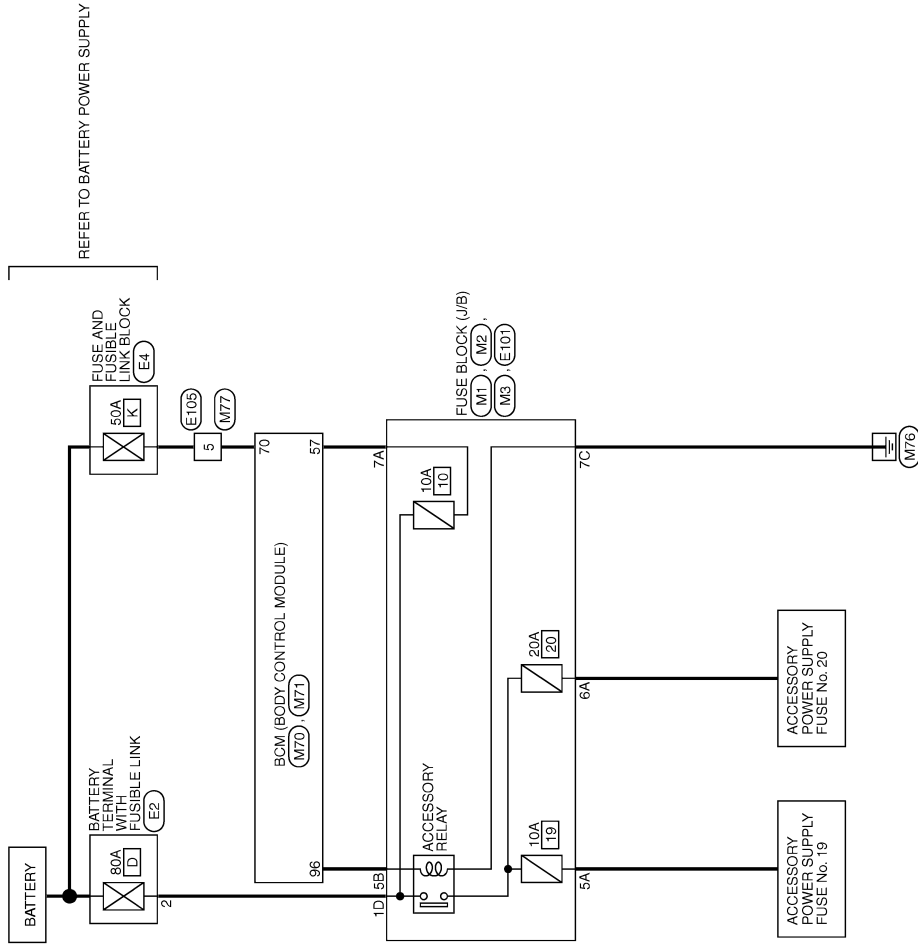 REFER TO BATTERY POWER SUPPLY
BATTERY
BATTERY
TERMINAL
WITH
FUSIBLE LINK
E2
80A
D
2
FUSE AND
FUSIBLE
LINK BLOCK
E4
50A
K
5
E105
M77
70
BCM (BODY CONTROL MODULE)
M70 , M71
96
57
1D
5B
7A
FUSE BLOCK (J/B)
M1 , M2 ,
M3 , E101
10A
10
ACCESSORY
RELAY
10A
19
20A
20
5A
6A
7C
ACCESSORY
POWER SUPPLY
FUSE No. 19
ACCESSORY
POWER SUPPLY
FUSE No. 20
M76